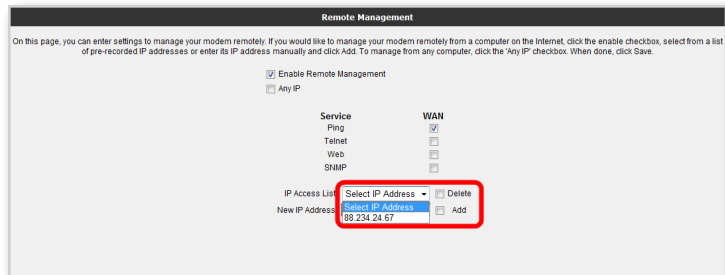 Remote Management
On this page, you can enter settings to manage your modem remotely. If you would like to manage your modem remotely from a computer on the Internet, click the enable checkbox, select from a list
of pre-recorded IP addresses or enter its IP address manually and click Add. To manage from any computer, click the 'Any IP' checkbox. When done, click Save.
Enable Remote Management
Any IP
Service WAN
Ping
Telnet
Web
SNMP
IP Access List Select IP Address Delete
New IP Address Select IP Address Add
88.234.24.67